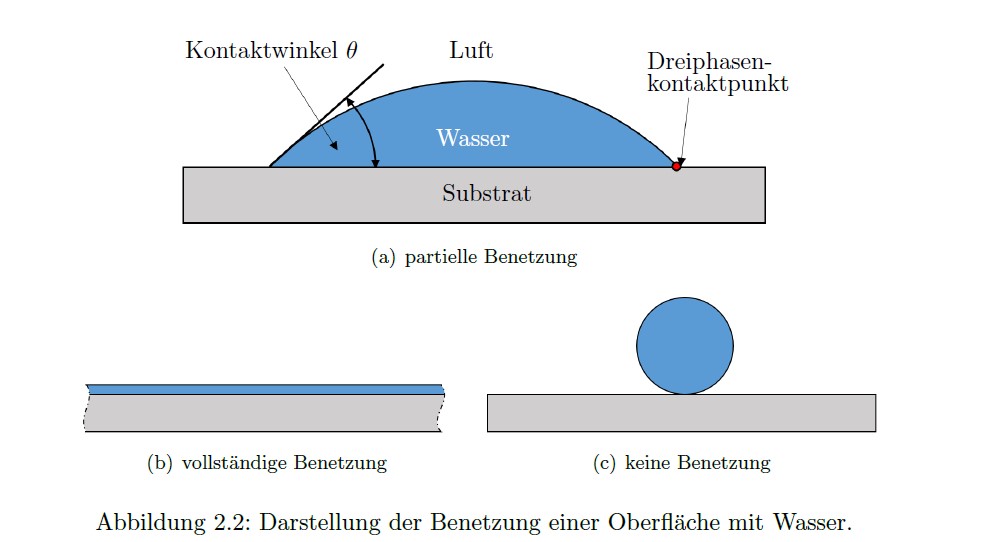 Kontaktwinkel θ
Luft
Dreiphasen-
kontaktpunkt
Wasser
Substrat
(a) partielle Benetzung
(b) vollständige Benetzung
(c) keine Benetzung
Abbildung 2.2: Darstellung der Benetzung einer Oberfläche mit Wasser.